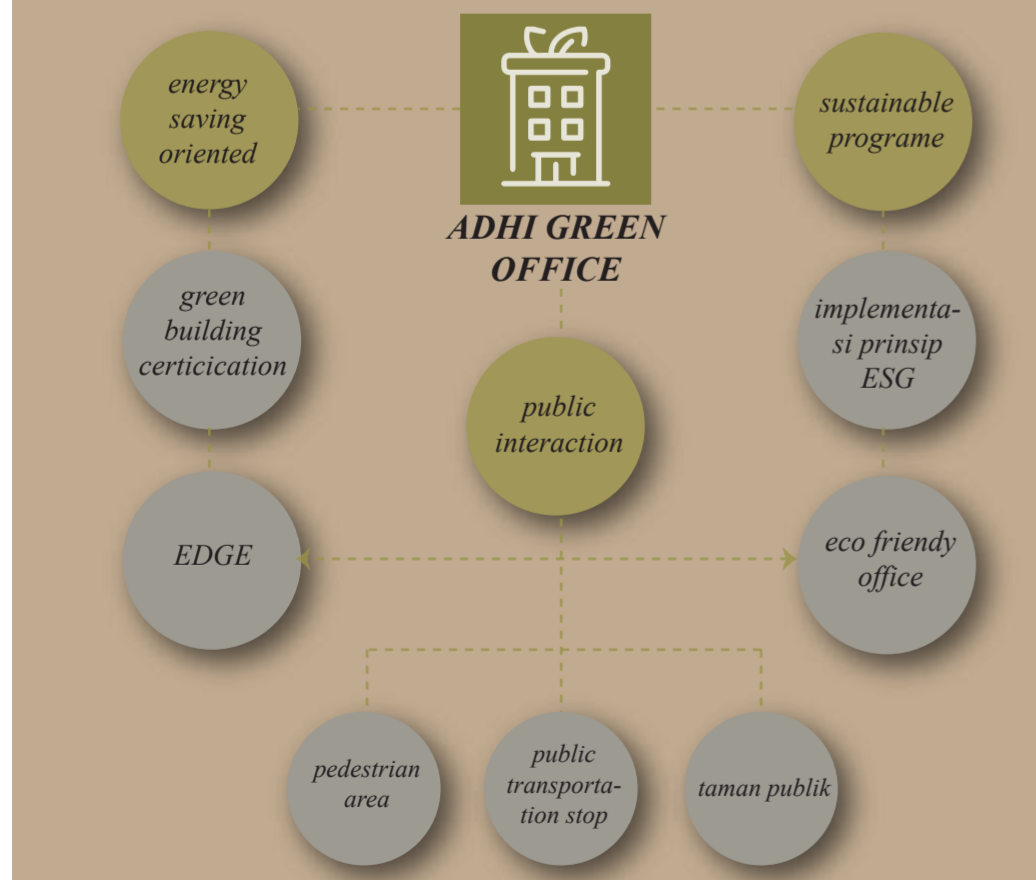 energy
saving
oriented
ADHI GREEN
OFFICE
sustainable
programe
green
building
certicication
public
interaction
implementa-
si prinsip
ESG
EDGE
eco friendy
office
pedestrian
area
public
transporta-
tion stop
taman publik